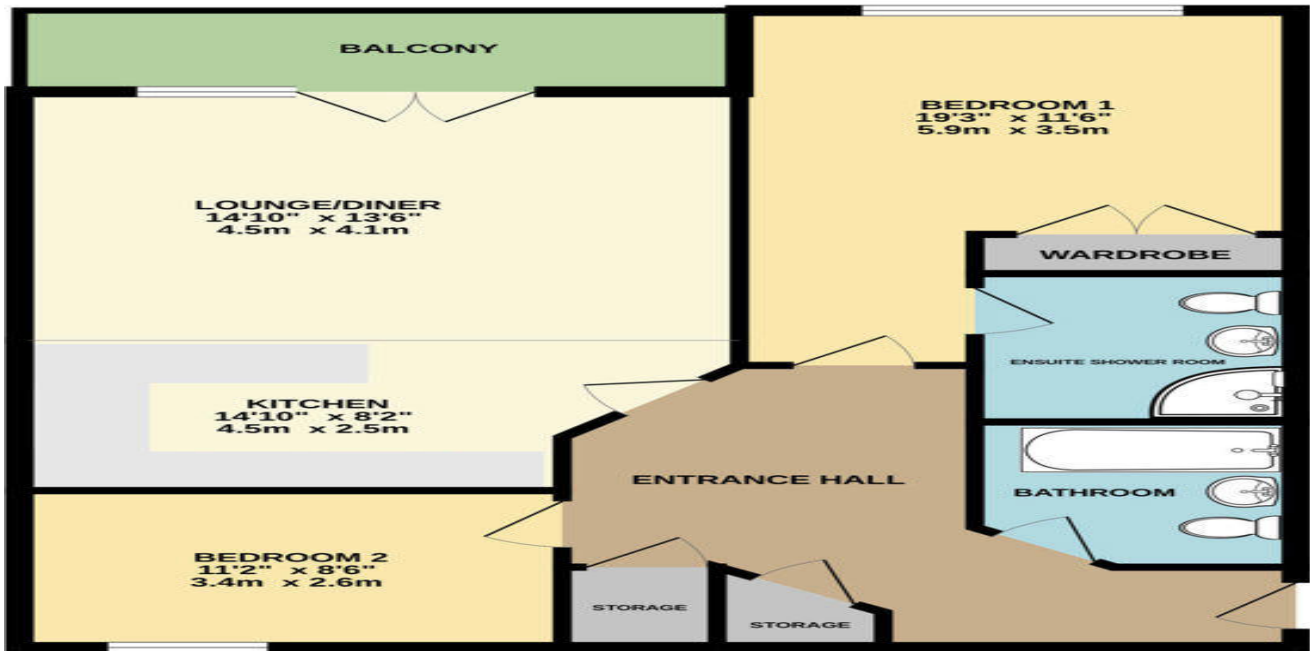 BALCONY
BEDROOM 1
19'3" x 11'6"
5.9m x 3.5m
LOUNGE/DINER
14'10" x 13'6"
4.5m x 4.1m
WARDROBE
ENSUITE SHOWER ROOM
KITCHEN
14'10" x 8'2"
4.5m x 2.5m
ENTRANCE HALL
BATHROOM
BEDROOM 2
11'2" x 8'6"
3.4m x 2.6m
STORAGE
STORAGE